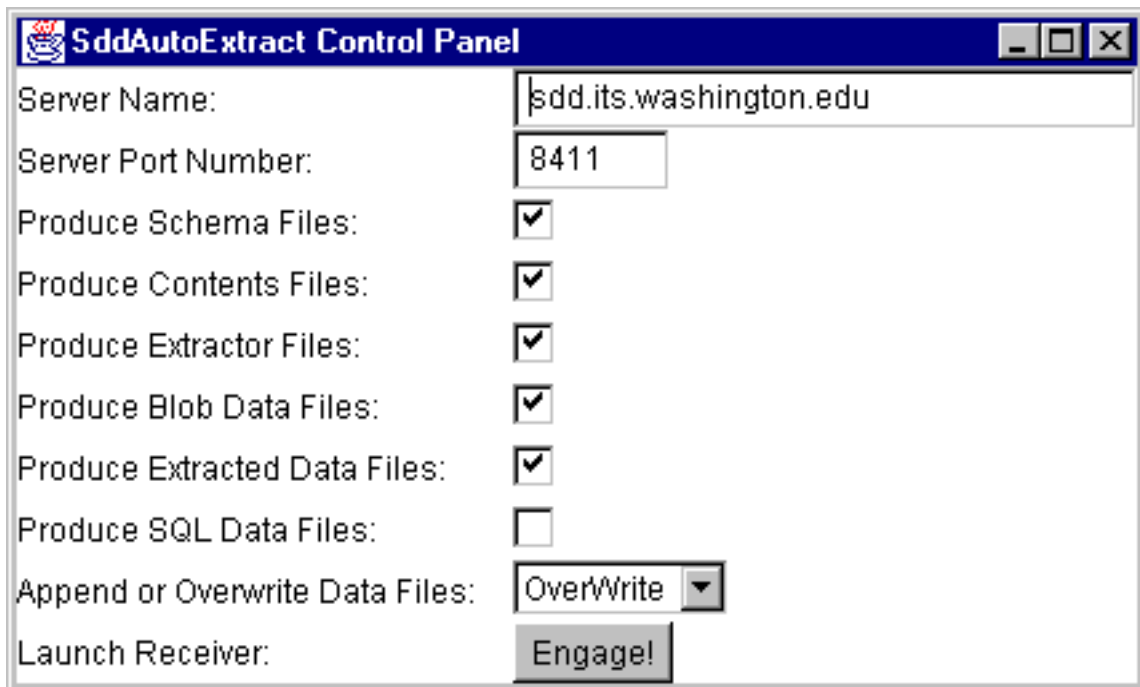 SddAutoExtract Control Panel
Server Name: sdd.its.washington.edu
Server Port Number: 8411
Produce Schema Files:
Produce Contents Files:
Produce Extractor Files:
Produce Blob Data Files:
Produce Extracted Data Files:
Produce SQL Data Files:
Append or Overwrite Data Files: OverWrite
Launch Receiver: Engage!